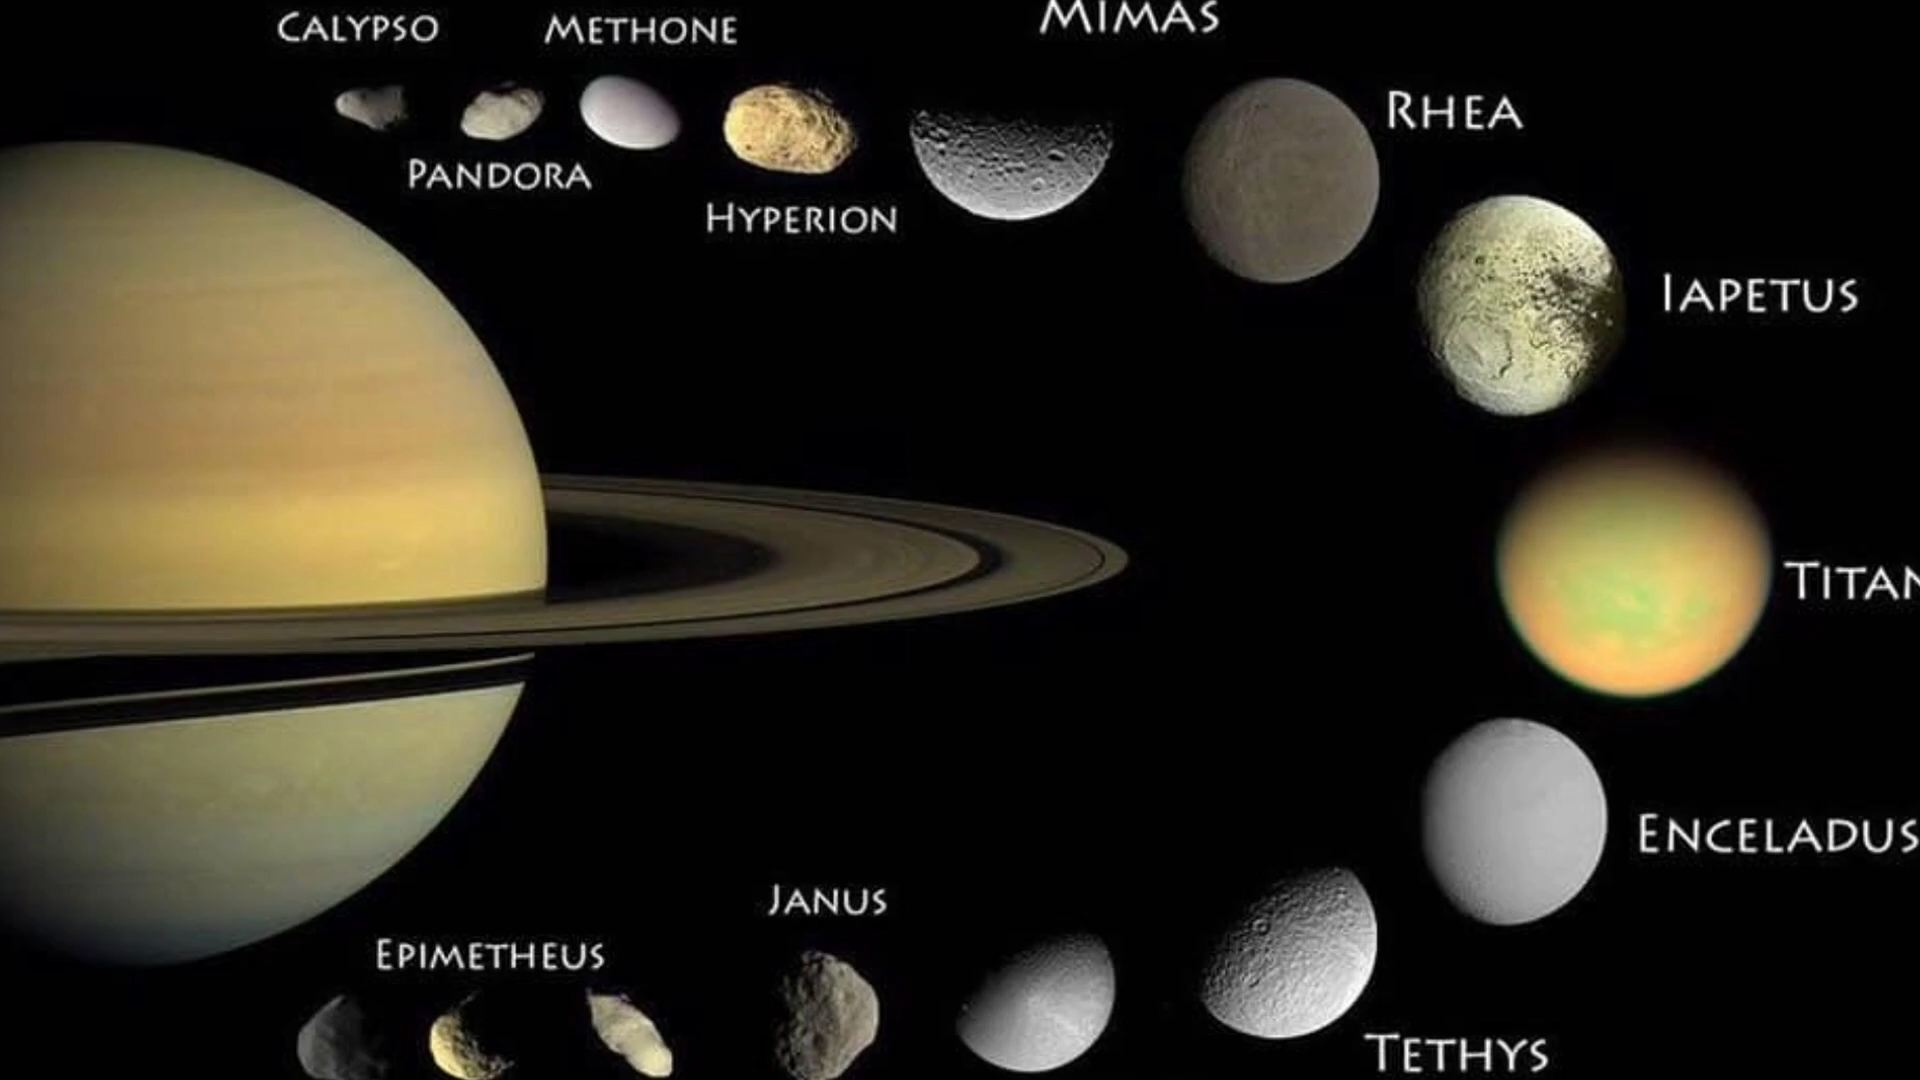 CALYPSO
METHONE
MIMAS
RHEA
PANDORA
HYPERION
IAPETUS
TITAN
ENCELADUS
JANUS
EPIMETHEUS
TETHYS